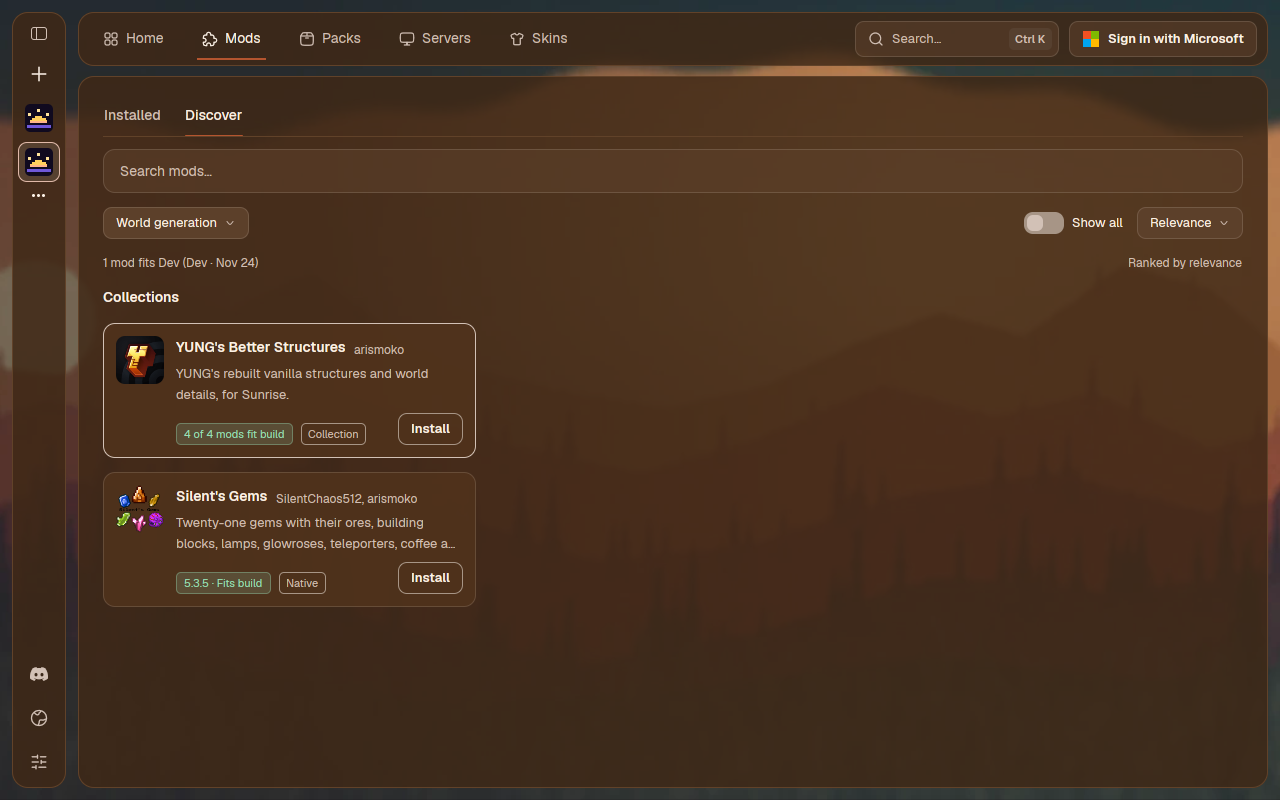 Home
Mods
Packs
Servers
Skins
Search...
Ctrl K
Sign in with Microsoft
Installed
Discover
Search mods...
World generation
Show all
Relevance
1 mod fits Dev (Dev · Nov 24)
Ranked by relevance
Collections
YUNG's Better Structures arismoko
YUNG's rebuilt vanilla structures and world
details, for Sunrise.
4 of 4 mods fit build
Collection
Install
Silent's Gems SilentChaos512, arismoko
Twenty-one gems with their ores, building
blocks, lamps, glowroses, teleporters, coffee a...
5.3.5 · Fits build
Native
Install